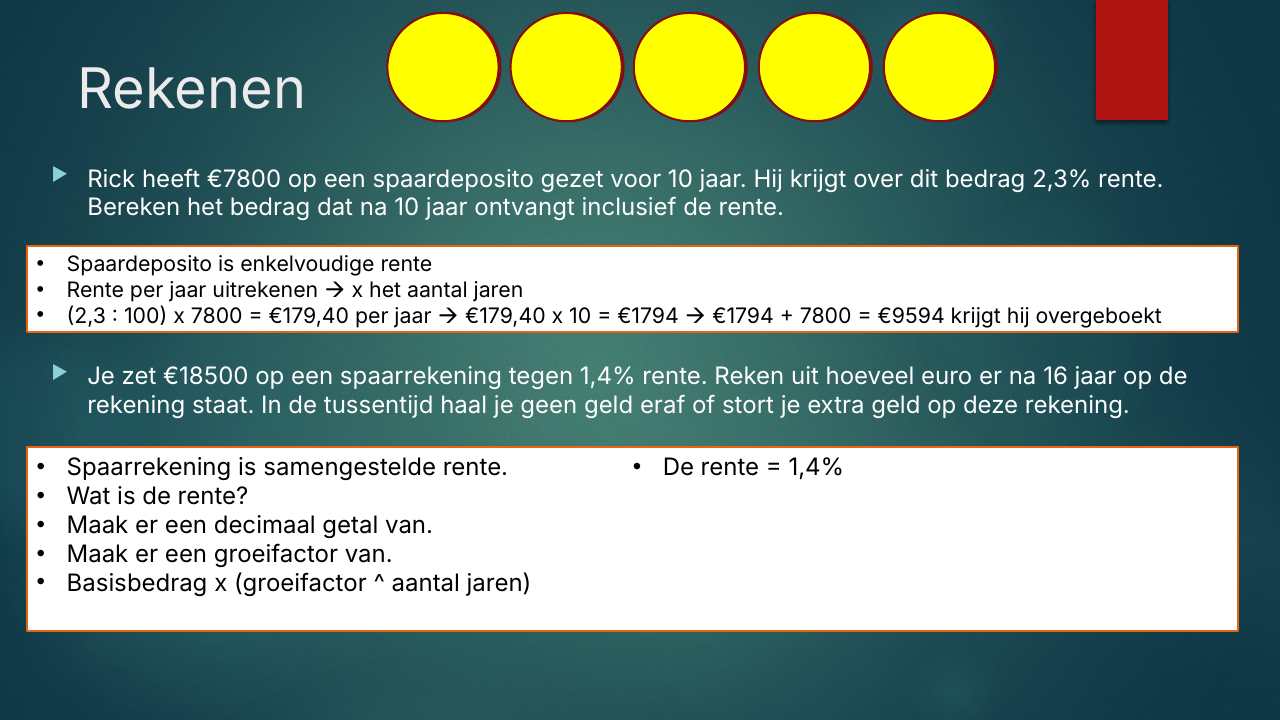 Rekenen
Rick heeft €7800 op een spaardeposito gezet voor 10 jaar. Hij krijgt over dit bedrag 2,3% rente.
Bereken het bedrag dat na 10 jaar ontvangt inclusief de rente.
• Spaardeposito is enkelvoudige rente
• Rente per jaar uitrekenen → x het aantal jaren
• (2,3 : 100) x 7800 = €179,40 per jaar → €179,40 x 10 = €1794 → €1794 + 7800 = €9594 krijgt hij overgeboekt
Je zet €18500 op een spaarrekening tegen 1,4% rente. Reken uit hoeveel euro er na 16 jaar op de
rekening staat. In de tussentijd haal je geen geld eraf of stort je extra geld op deze rekening.
• Spaarrekening is samengestelde rente.
• Wat is de rente?
• Maak er een decimaal getal van.
• Maak er een groeifactor van.
• Basisbedrag x (groeifactor ^ aantal jaren)
• De rente = 1,4%